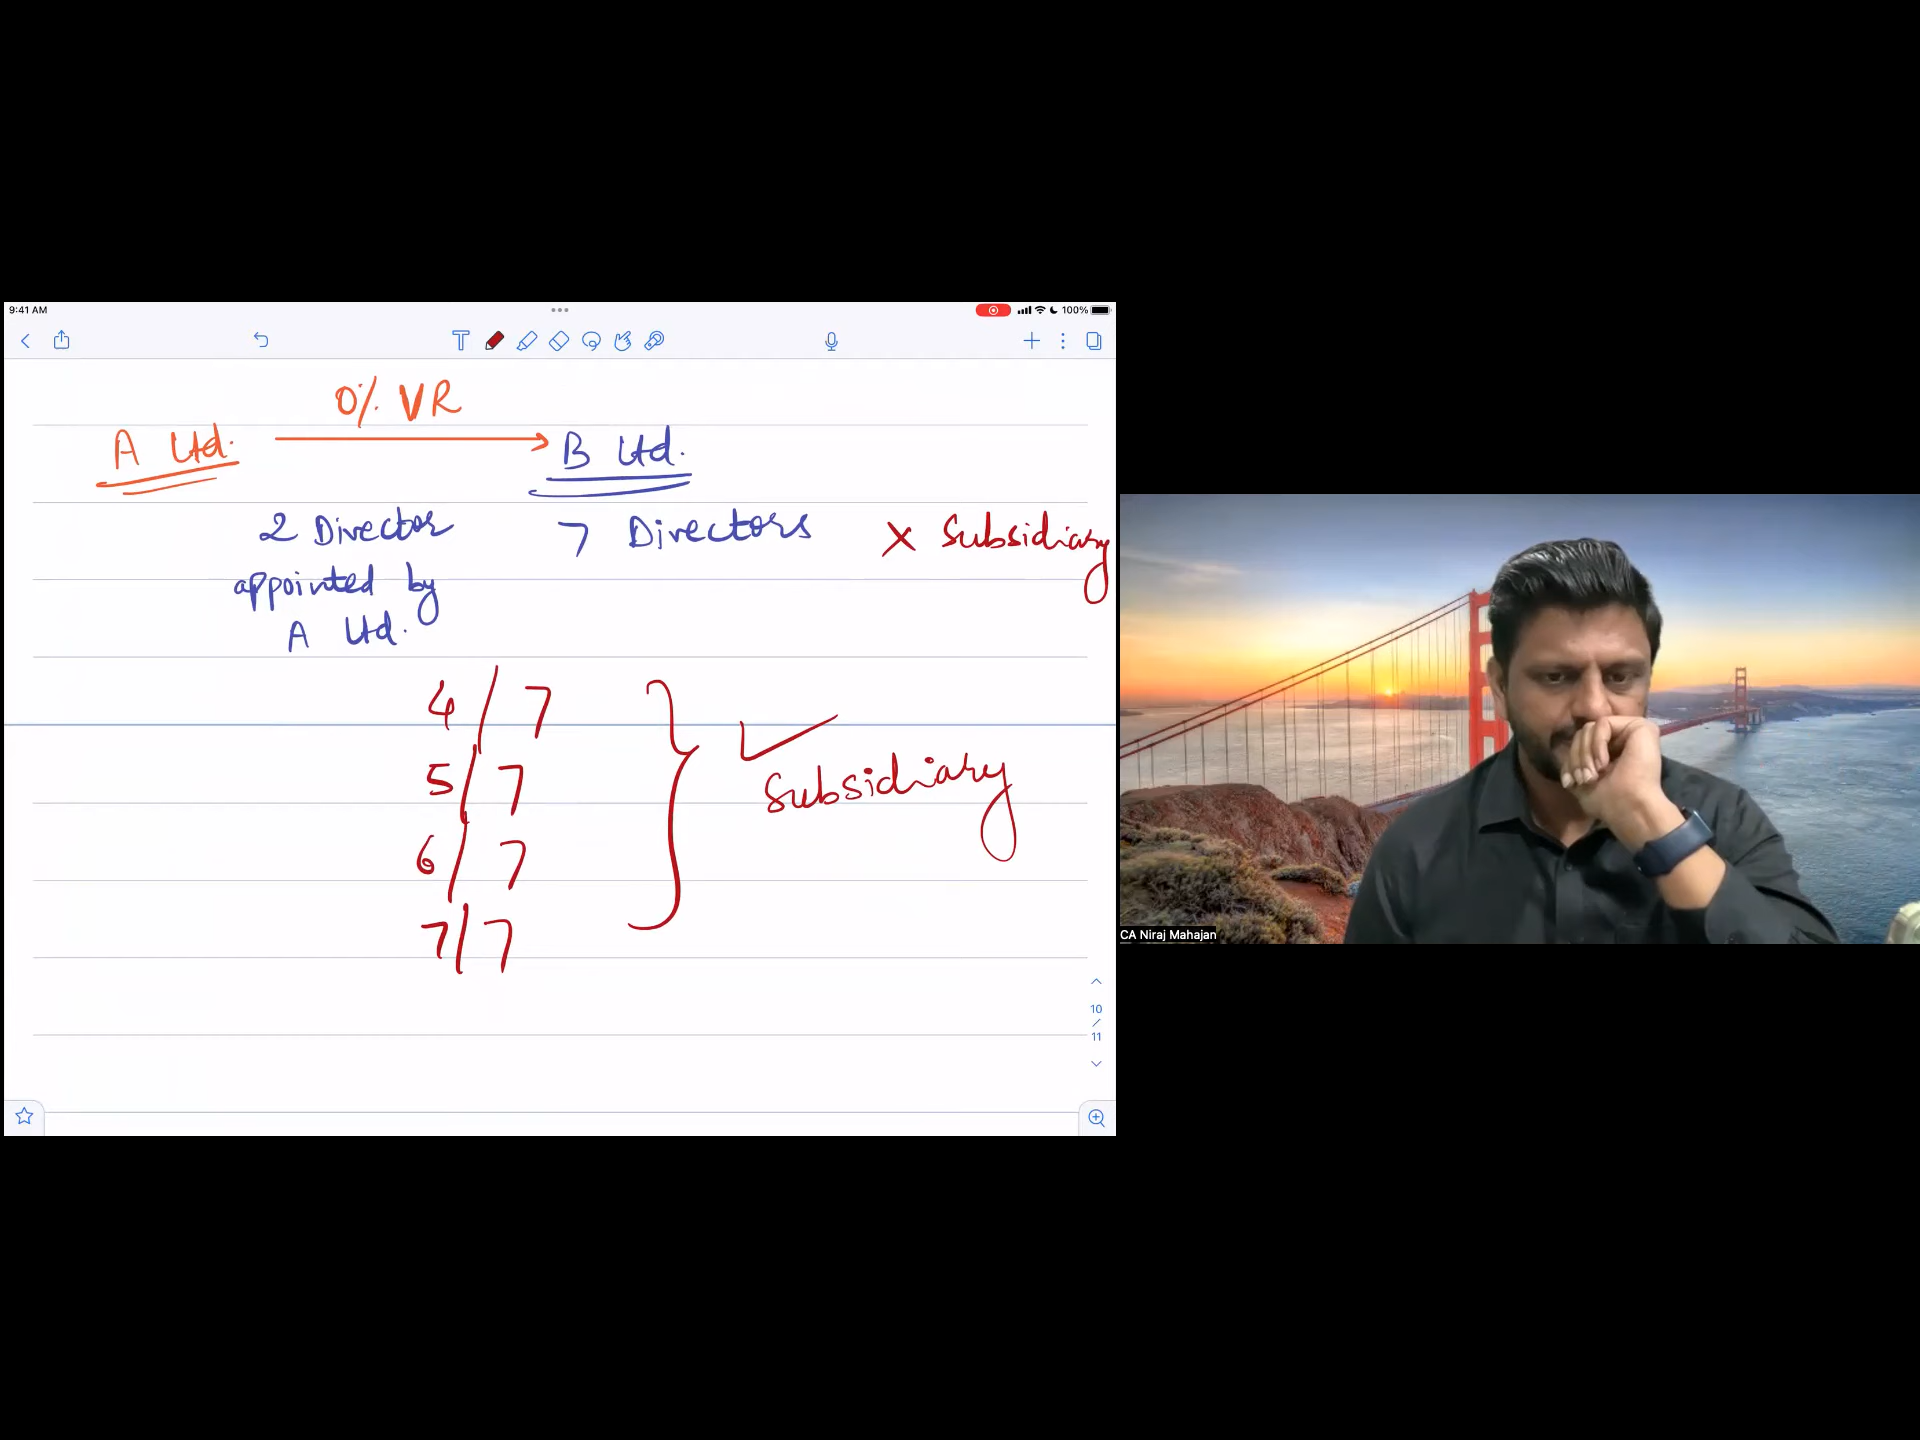 9:41 AM
100%
0% VR
A Ltd. B Ltd.
2 Director 7 Directors X Subsidiary
appointed by
A Ltd.
4/7
5/7
Subsidiary
6/7
7/7
CA Niraj Mahajan
10
/
11